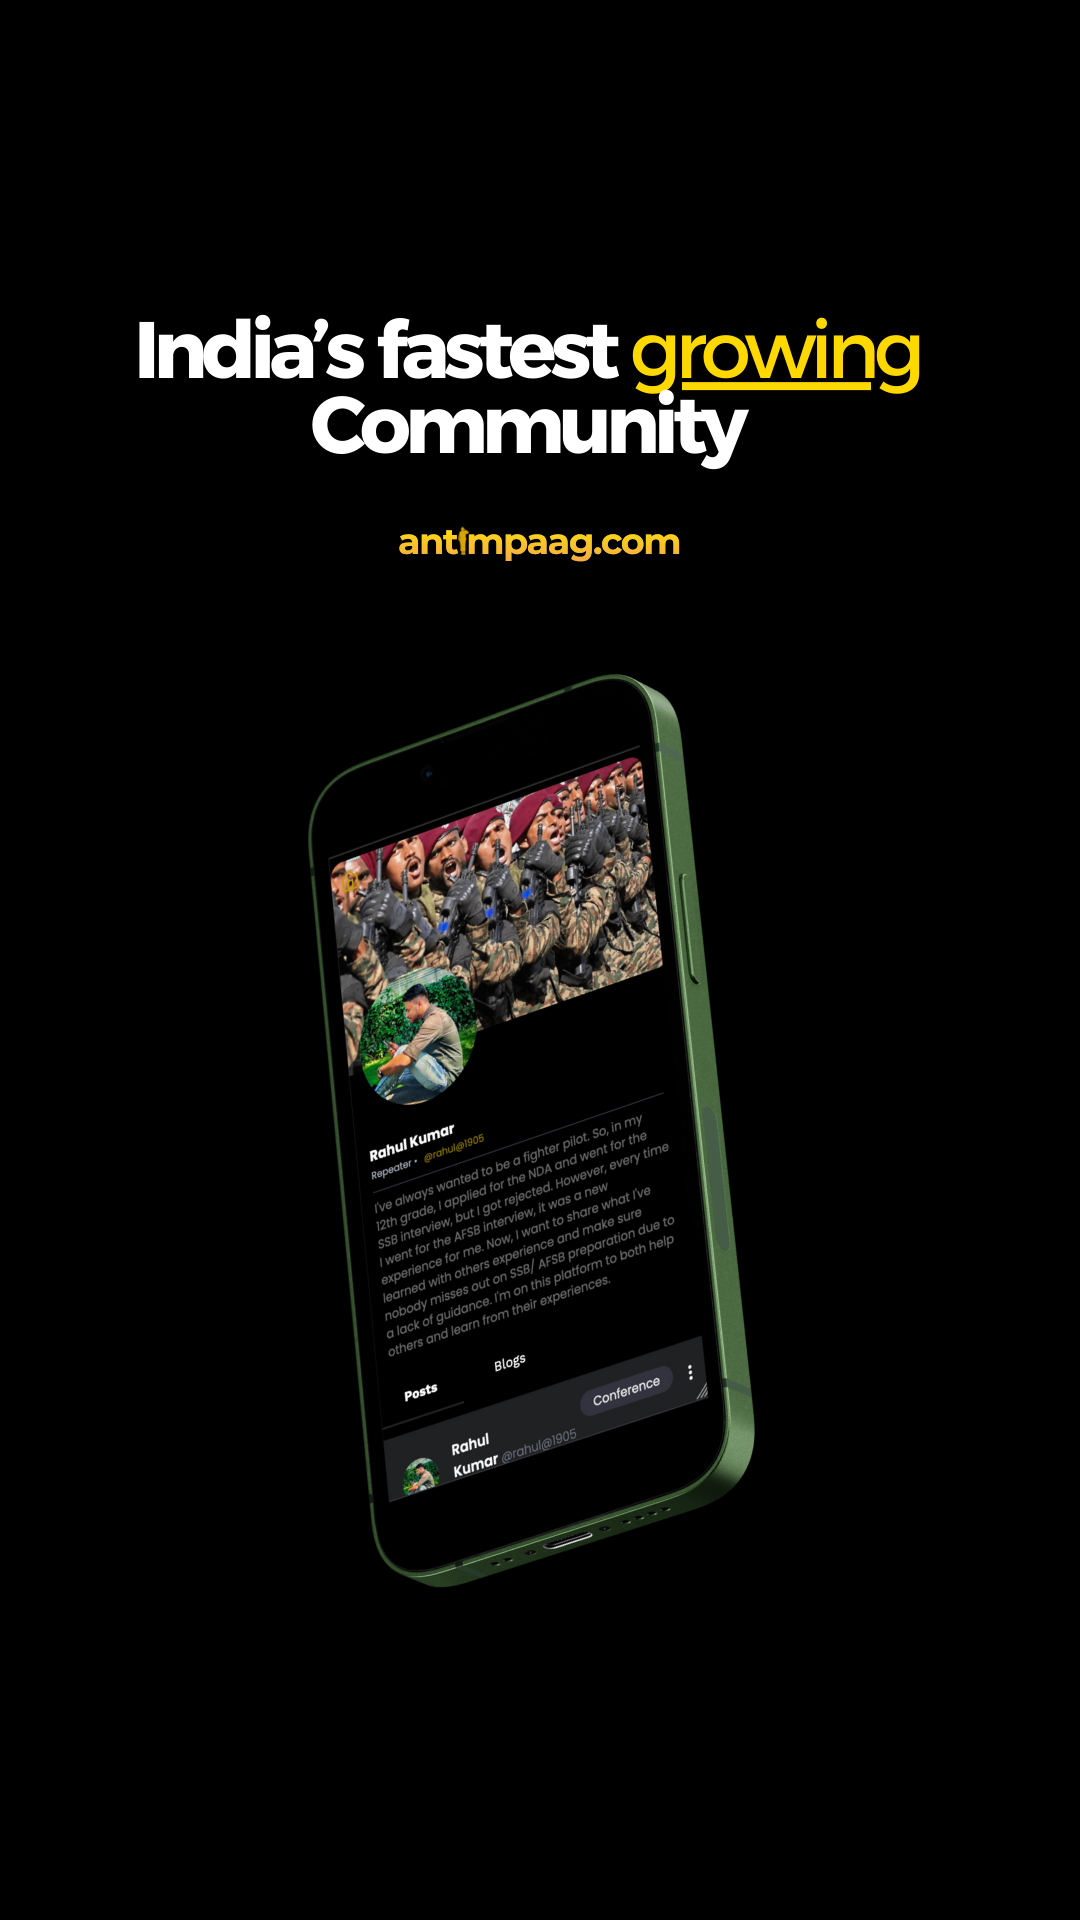 India’s fastest growing
Community
antimpaag.com
Rahul Kumar
Repeater • @rahul@1905
I've always wanted to be a fighter pilot. So, in my
12th grade, I applied for the NDA and went for the
SSB interview, but I got rejected. However, every time
I went for the AFSB interview, it was a new
experience for me. Now, I want to share what I've
learned with others experience and make sure
nobody misses out on SSB/ AFSB preparation due to
a lack of guidance. I'm on this platform to both help
others and learn from their experiences.
Posts
Blogs
Rahul
Kumar @rahul@1905
Conference